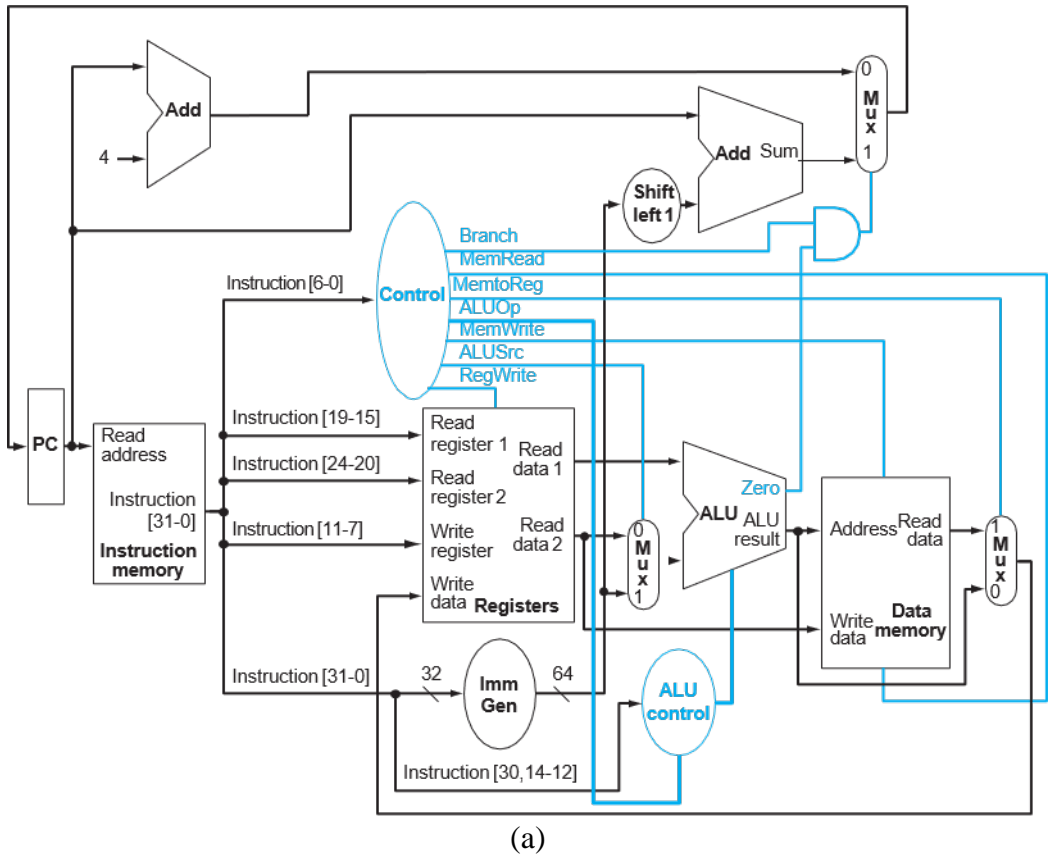 Add
4
0
Mux
1
Add Sum
Shift
left 1
Branch
MemRead
MemtoReg
ALUOp
MemWrite
ALUSrc
RegWrite
Control
Instruction [6-0]
PC
Read
address
Instruction
[31-0]
Instruction
memory
Instruction [19-15]
Instruction [24-20]
Instruction [11-7]
Read
register 1
Read
register 2
Write
register
Write
data
Read
data 1
Read
data 2
Registers
0
Mux
1
Zero
ALU
ALU
result
Address
Read
data
Write
data
Data
memory
1
Mux
0
Instruction [31-0]
32
Imm
Gen
64
ALU
control
Instruction [30,14-12]
(a)